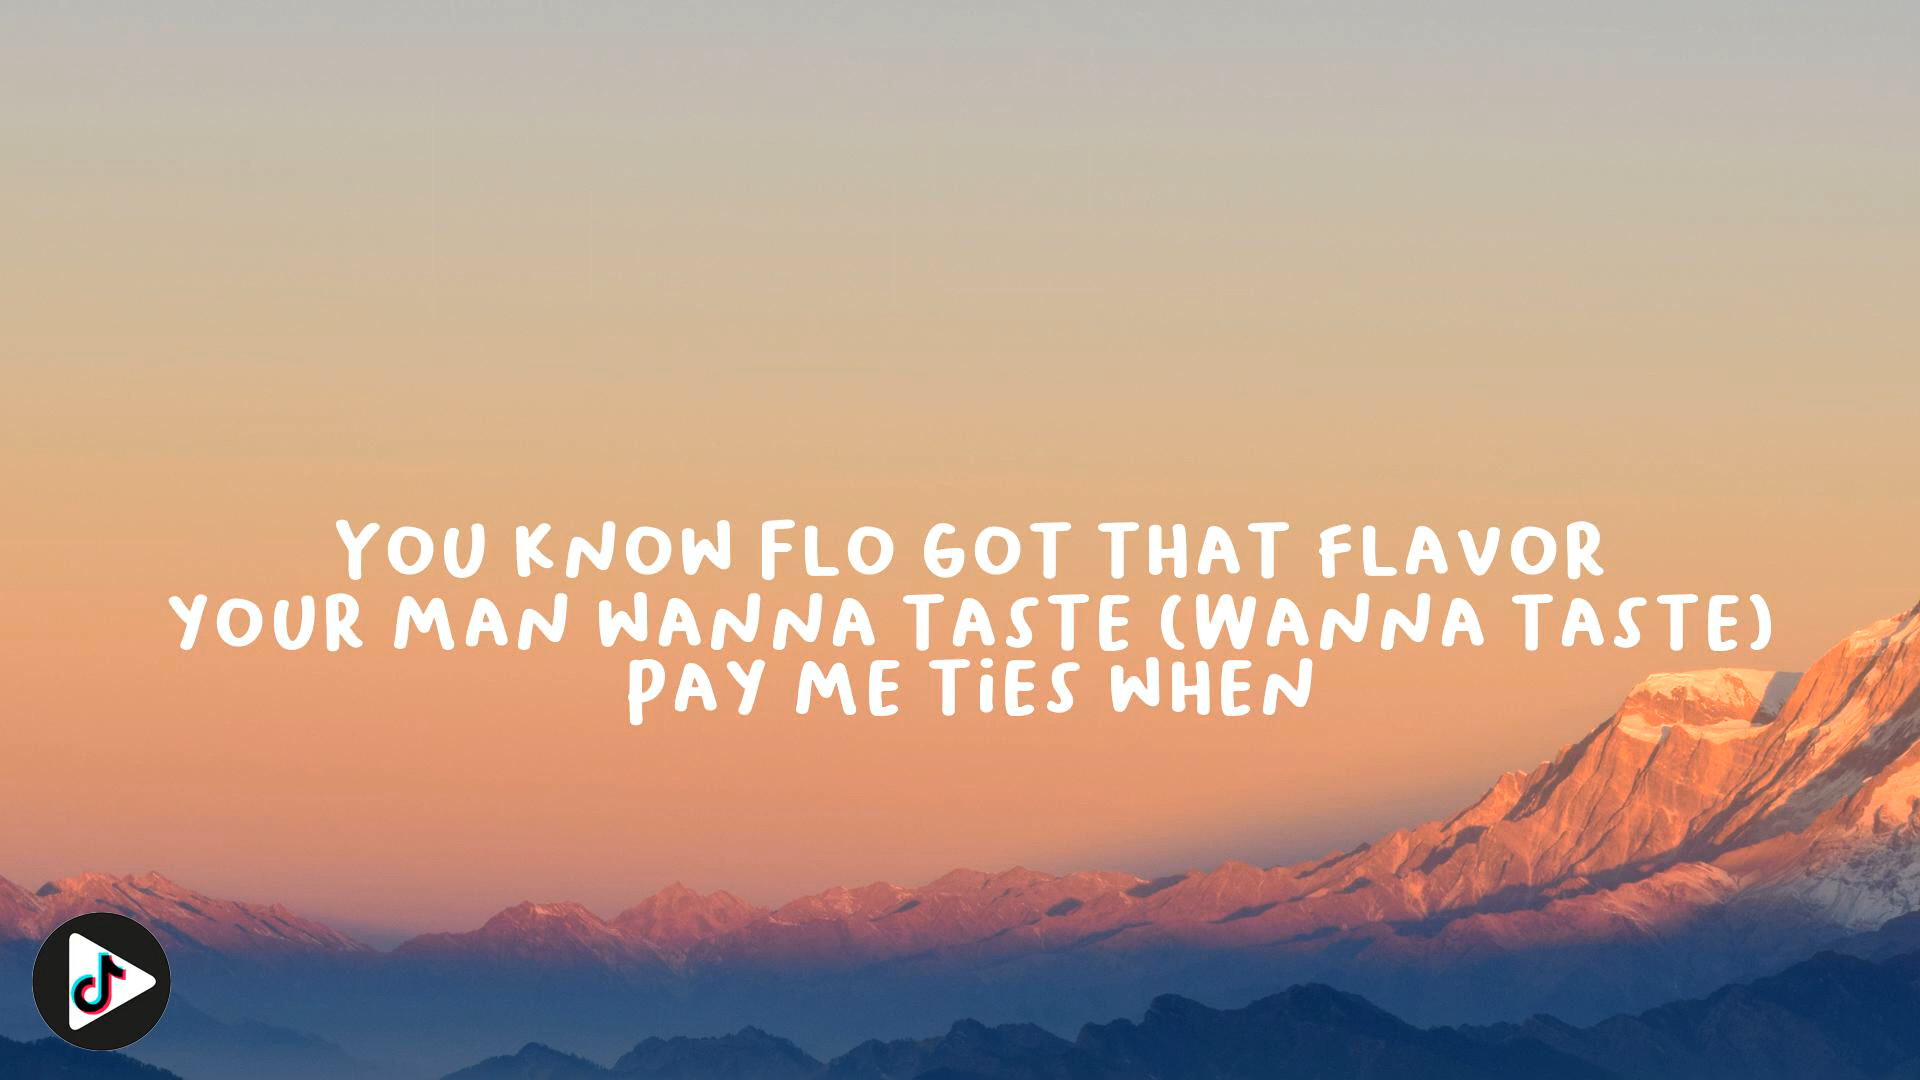 YOU KNOW FLO GOT THAT FLAVOR
YOUR MAN WANNA TASTE (WANNA TASTE)
PAY ME TIES WHEN